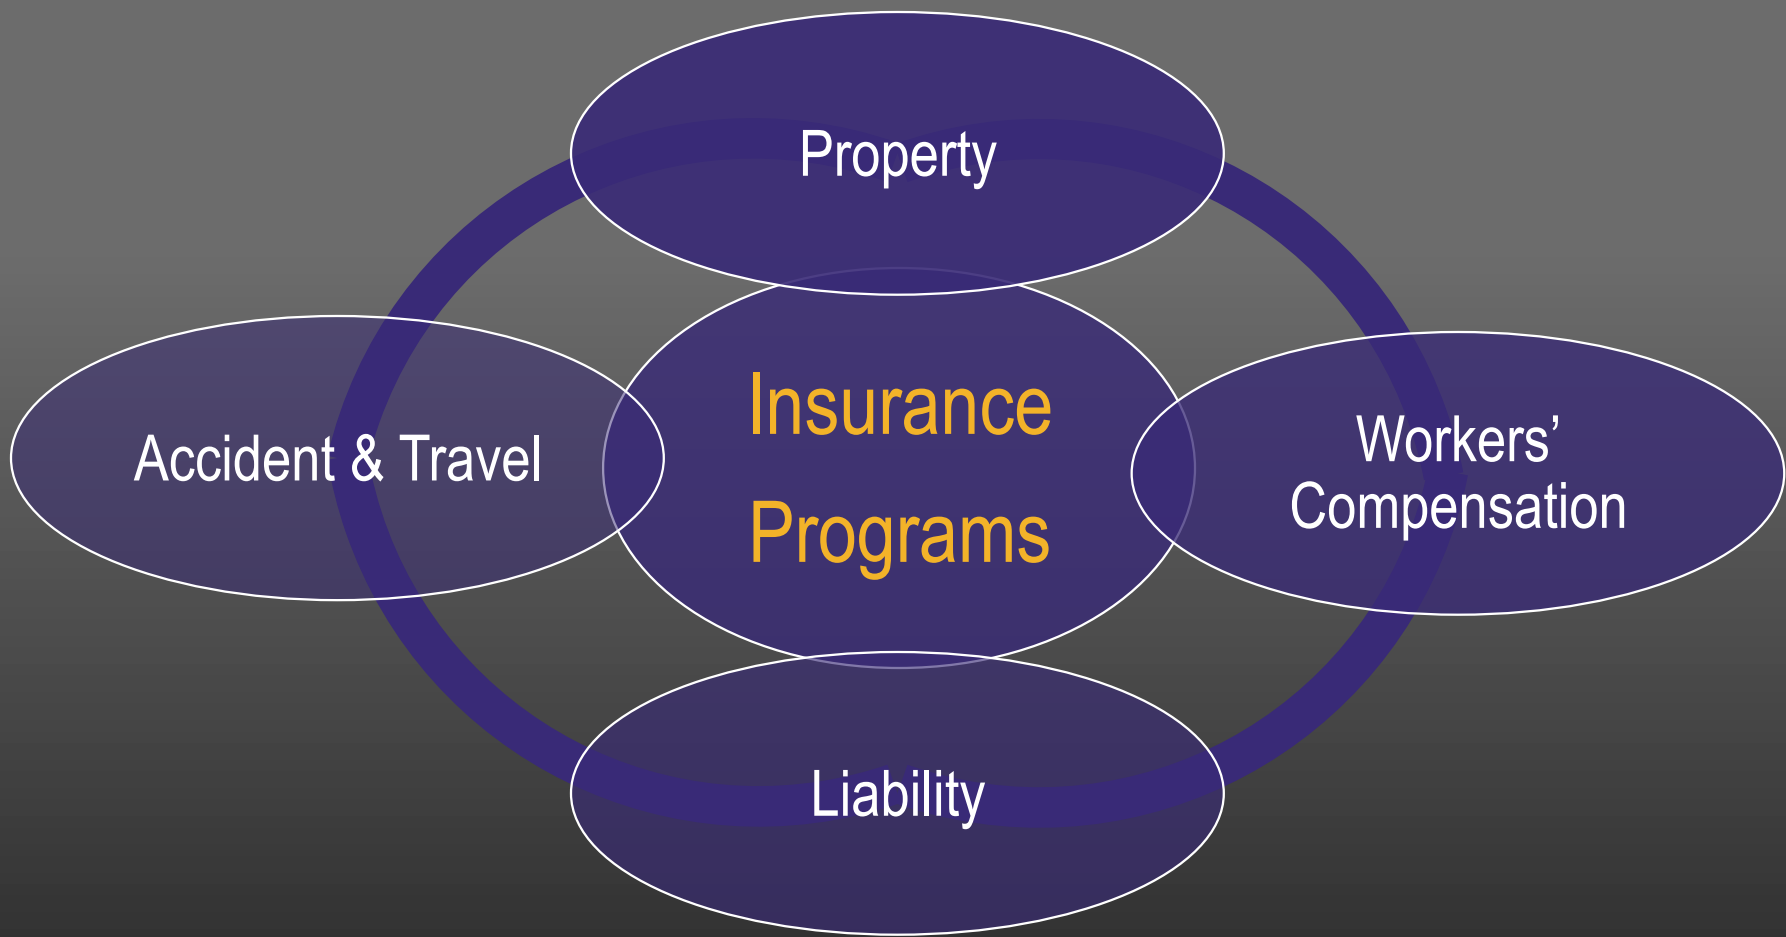 Property
Insurance
Programs
Accident & Travel
Workers’
Compensation
Liability